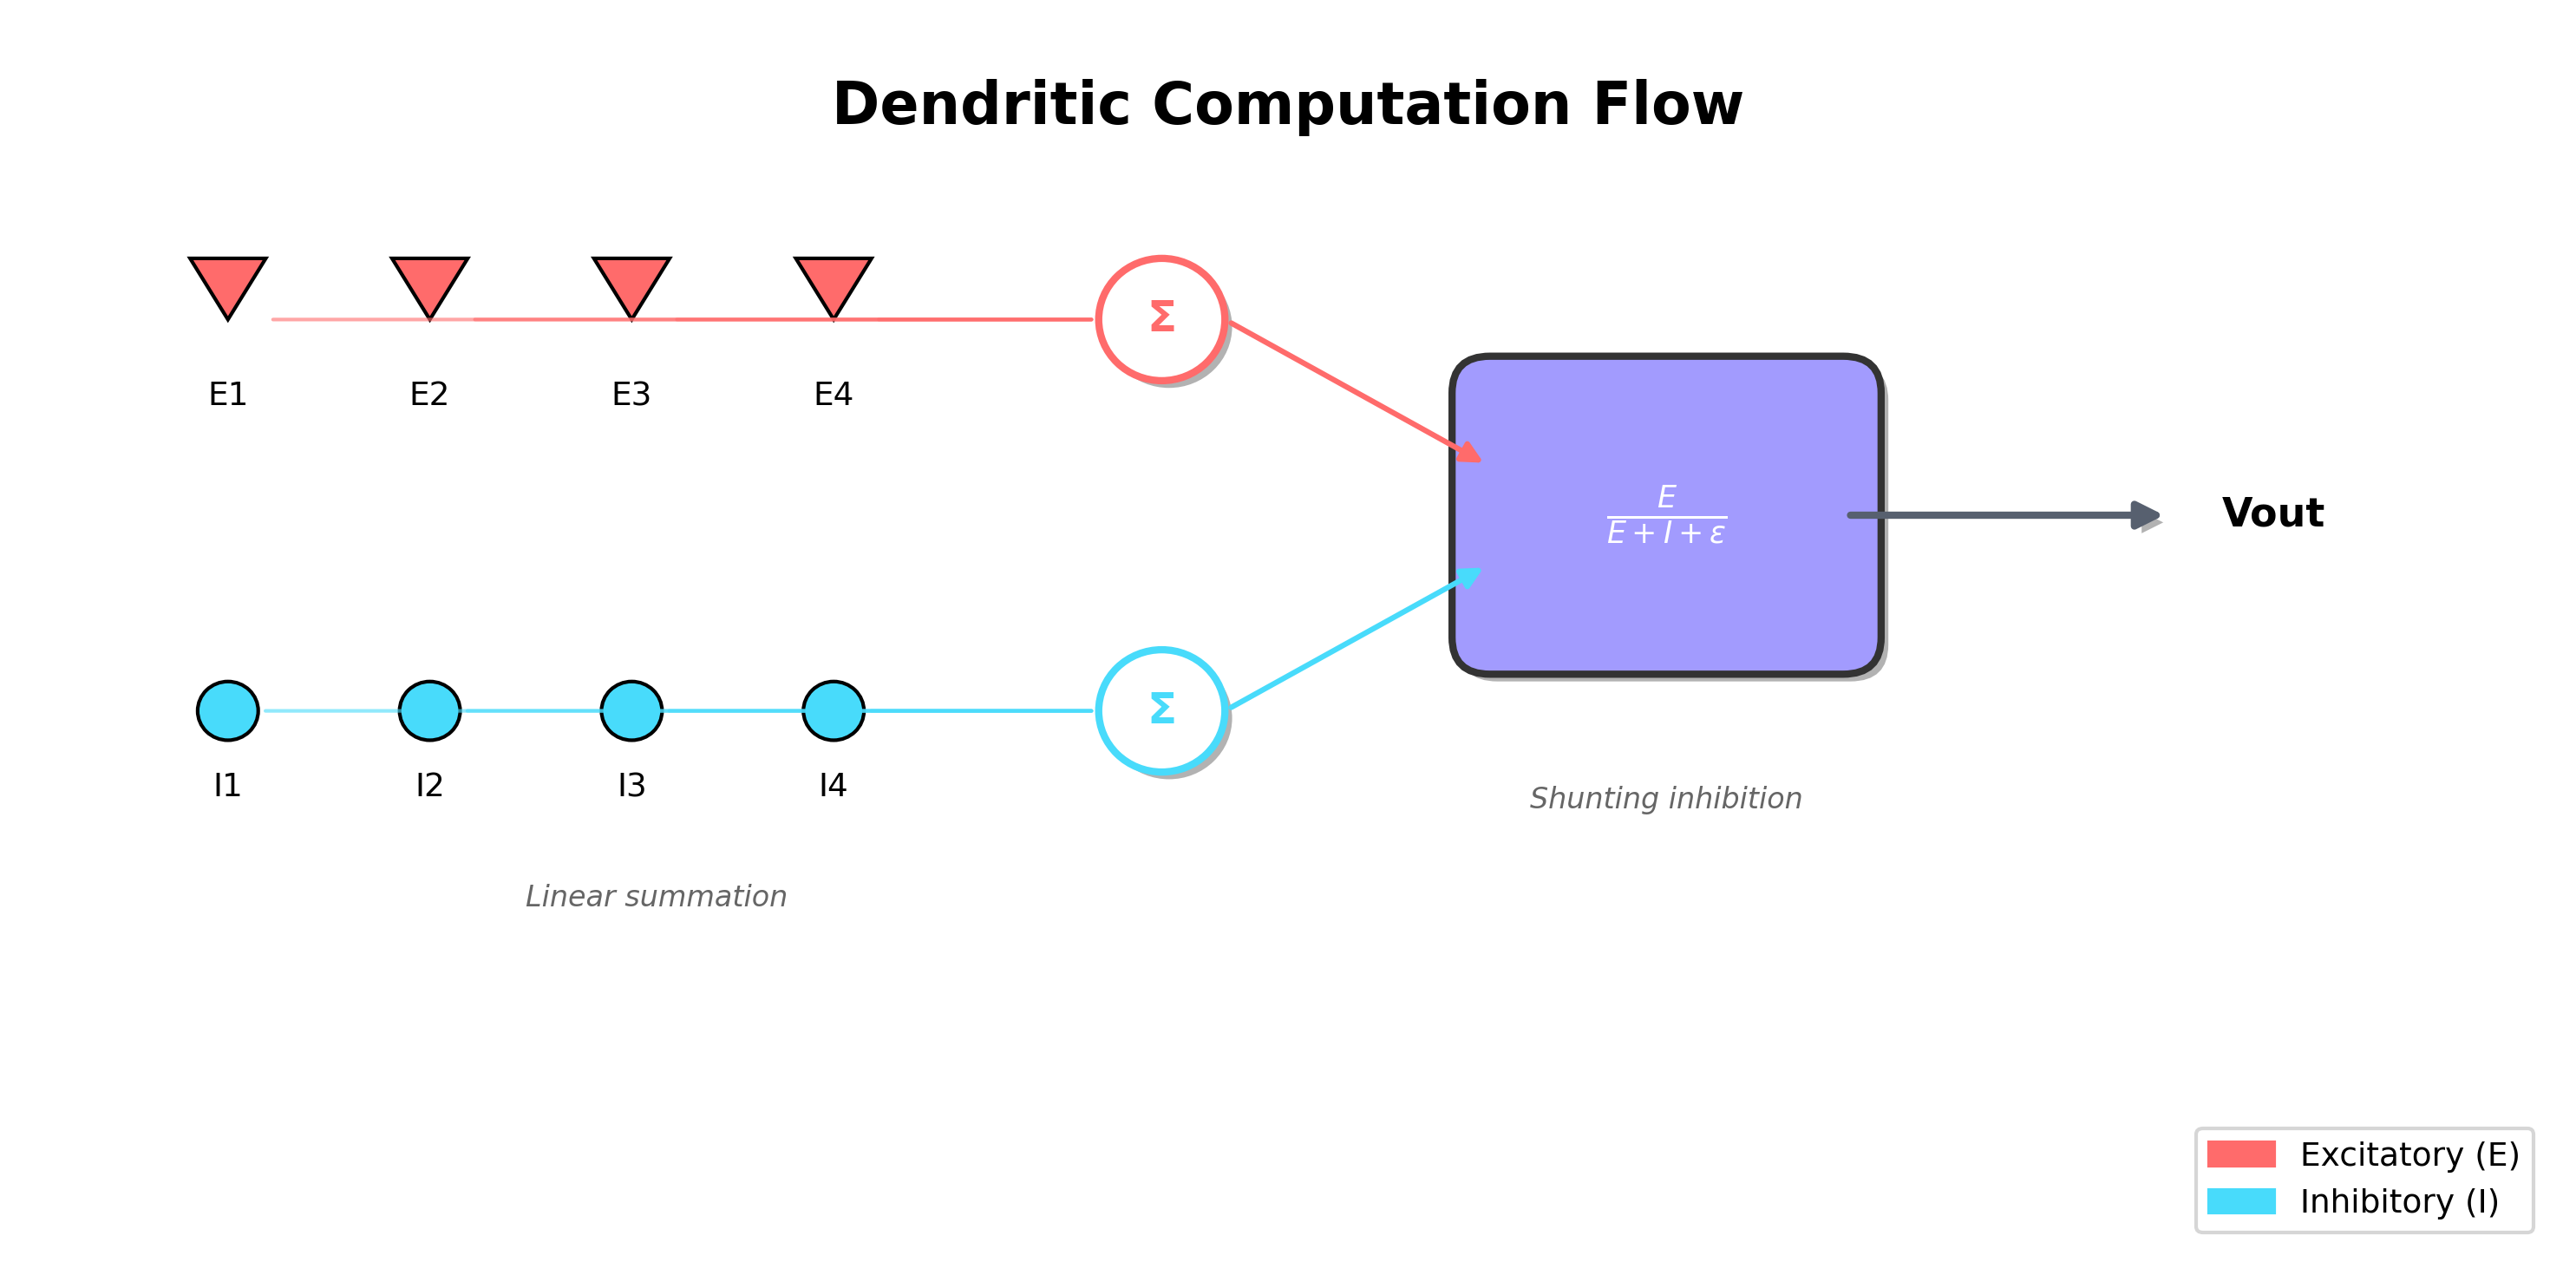 Dendritic Computation Flow
E1 E2 E3 E4
Σ
E
E + I + ε
Vout
Σ
I1 I2 I3 I4
Shunting inhibition
Linear summation
Excitatory (E)
Inhibitory (I)